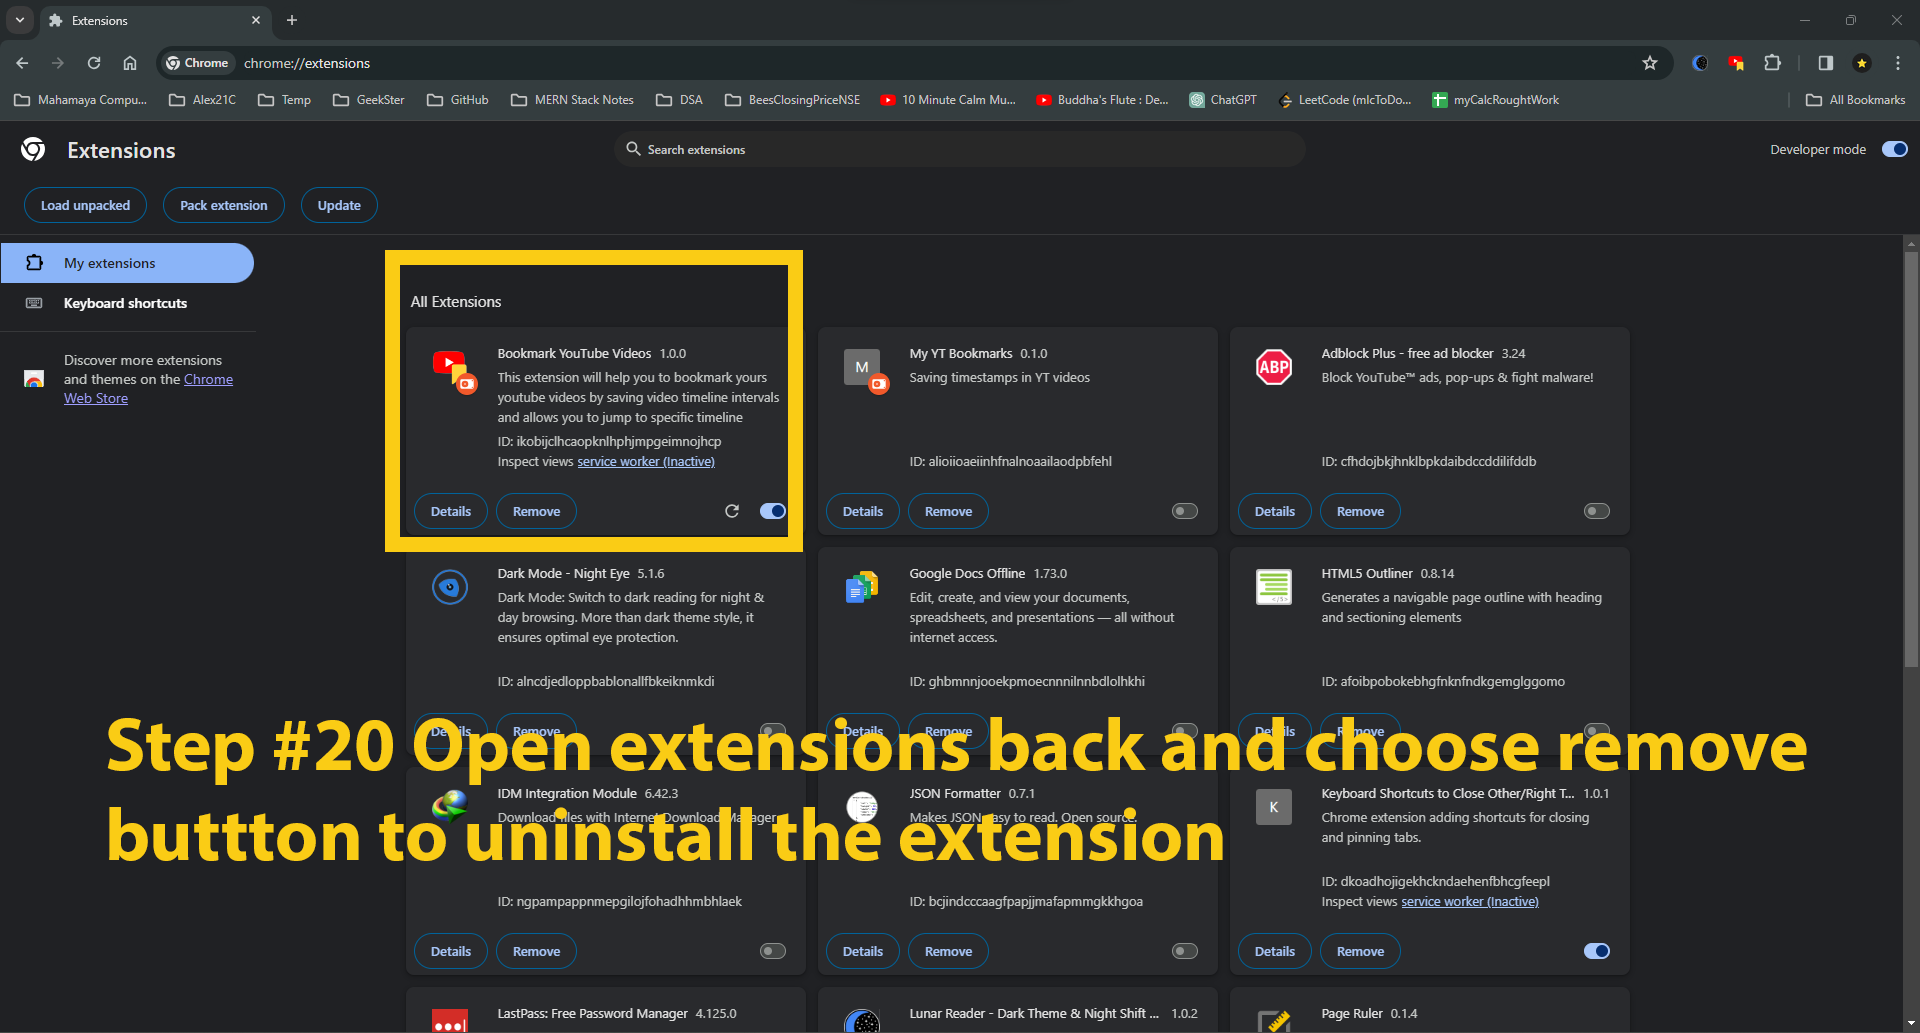 Extensions
Chrome chrome://extensions
Mahamaya Compu... Alex21C Temp GeekSter GitHub MERN Stack Notes DSA BeesClosingPriceNSE 10 Minute Calm Mu... Buddha's Flute : De... ChatGPT LeetCode (mlcToDo... myCalcRoughtWork All Bookmarks
Extensions
Search extensions
Developer mode
Load unpacked Pack extension Update
My extensions
Keyboard shortcuts
Discover more extensions
and themes on the Chrome
Web Store
All Extensions
Bookmark YouTube Videos 1.0.0
This extension will help you to bookmark yours
youtube videos by saving video timeline intervals
and allows you to jump to specific timeline
ID: ikobijclhcaopknlhphjmpgeimnojhcp
Inspect views service worker (Inactive)
Details Remove
M
My YT Bookmarks 0.1.0
Saving timestamps in YT videos
ID: alioiioaeiinhfnalnoaailaodpbfehl
Details Remove
ABP
Adblock Plus - free ad blocker 3.24
Block YouTube™ ads, pop-ups & fight malware!
ID: cfhdojbkjhnklbpkdaibdccddilifddb
Details Remove
Dark Mode - Night Eye 5.1.6
Dark Mode: Switch to dark reading for night &
day browsing. More than dark theme style, it
ensures optimal eye protection.
ID: alncdjedloppbablonallfbkeiknmkdi
Details Remove
Google Docs Offline 1.73.0
Edit, create, and view your documents,
spreadsheets, and presentations — all without
internet access.
ID: ghbmnnjooekpmoecnnnilnnbdlolhkhi
Details Remove
HTML5 Outliner 0.8.14
Generates a navigable page outline with heading
and sectioning elements
ID: afoibpobokebhgfnknfndkgemglggomo
Details Remove
Step #20 Open extensions back and choose remove
buttton to uninstall the extension
IDM Integration Module 6.42.3
Download files with Internet Download Manager
ID: ngpampappnmepgilojfohadhhmbhlaek
Details Remove
JSON Formatter 0.7.1
Makes JSON easy to read. Open source.
ID: bcjindcccaagfpapjjmafapmmgkkhgoa
Details Remove
K
Keyboard Shortcuts to Close Other/Right T... 1.0.1
Chrome extension adding shortcuts for closing
and pinning tabs.
ID: dkoadhojigekhckndaehenfbhcgfeepl
Inspect views service worker (Inactive)
Details Remove
LastPass: Free Password Manager 4.125.0
Lunar Reader - Dark Theme & Night Shift ... 1.0.2
Page Ruler 0.1.4